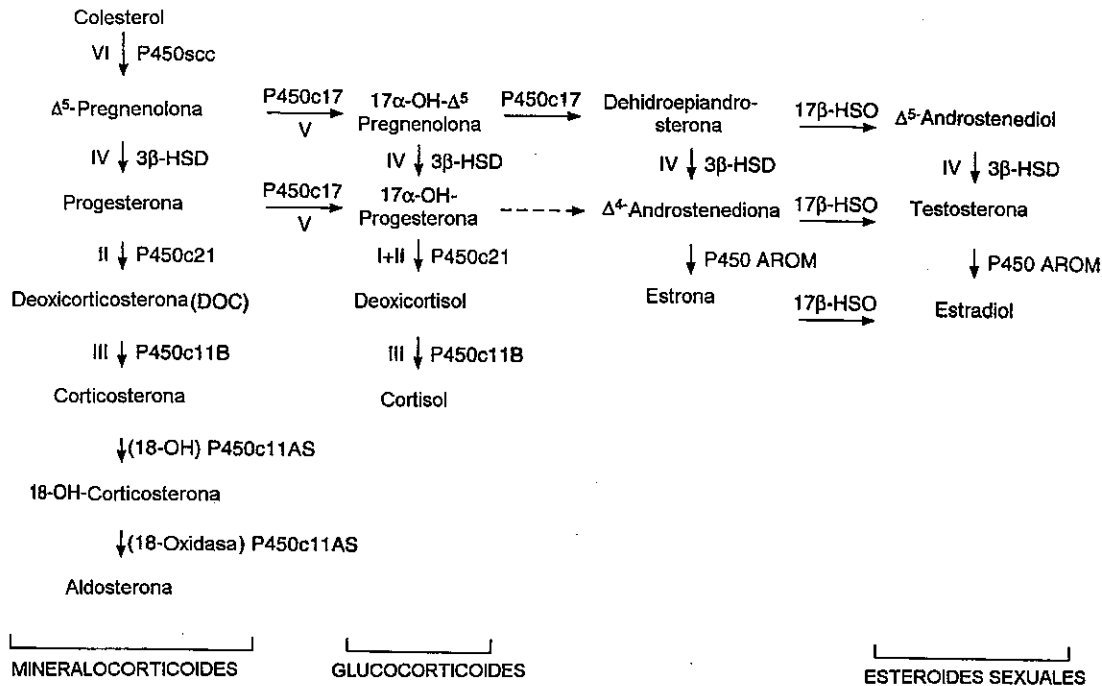 Colesterol
VI P450scc
Δ⁵-Pregnenolona P450c17 V 17α-OH-Δ⁵ Pregnenolona P450c17 Dehidroepiandro-sterona 17β-HSO Δ⁵-Androstenediol
IV 3β-HSD IV 3β-HSD IV 3β-HSD IV 3β-HSD
Progesterona P450c17 V 17α-OH-Progesterona Δ⁴-Androstenediona 17β-HSO Testosterona
II P450c21 I+II P450c21 P450 AROM P450 AROM
Deoxicorticosterona (DOC) Deoxicortisol Estrona 17β-HSO Estradiol
III P450c11B III P450c11B
Corticosterona Cortisol
(18-OH) P450c11AS
18-OH-Corticosterona
(18-Oxidasa) P450c11AS
Aldosterona
MINERALOCORTICOIDES GLUCOCORTICOIDES ESTEROIDES SEXUALES